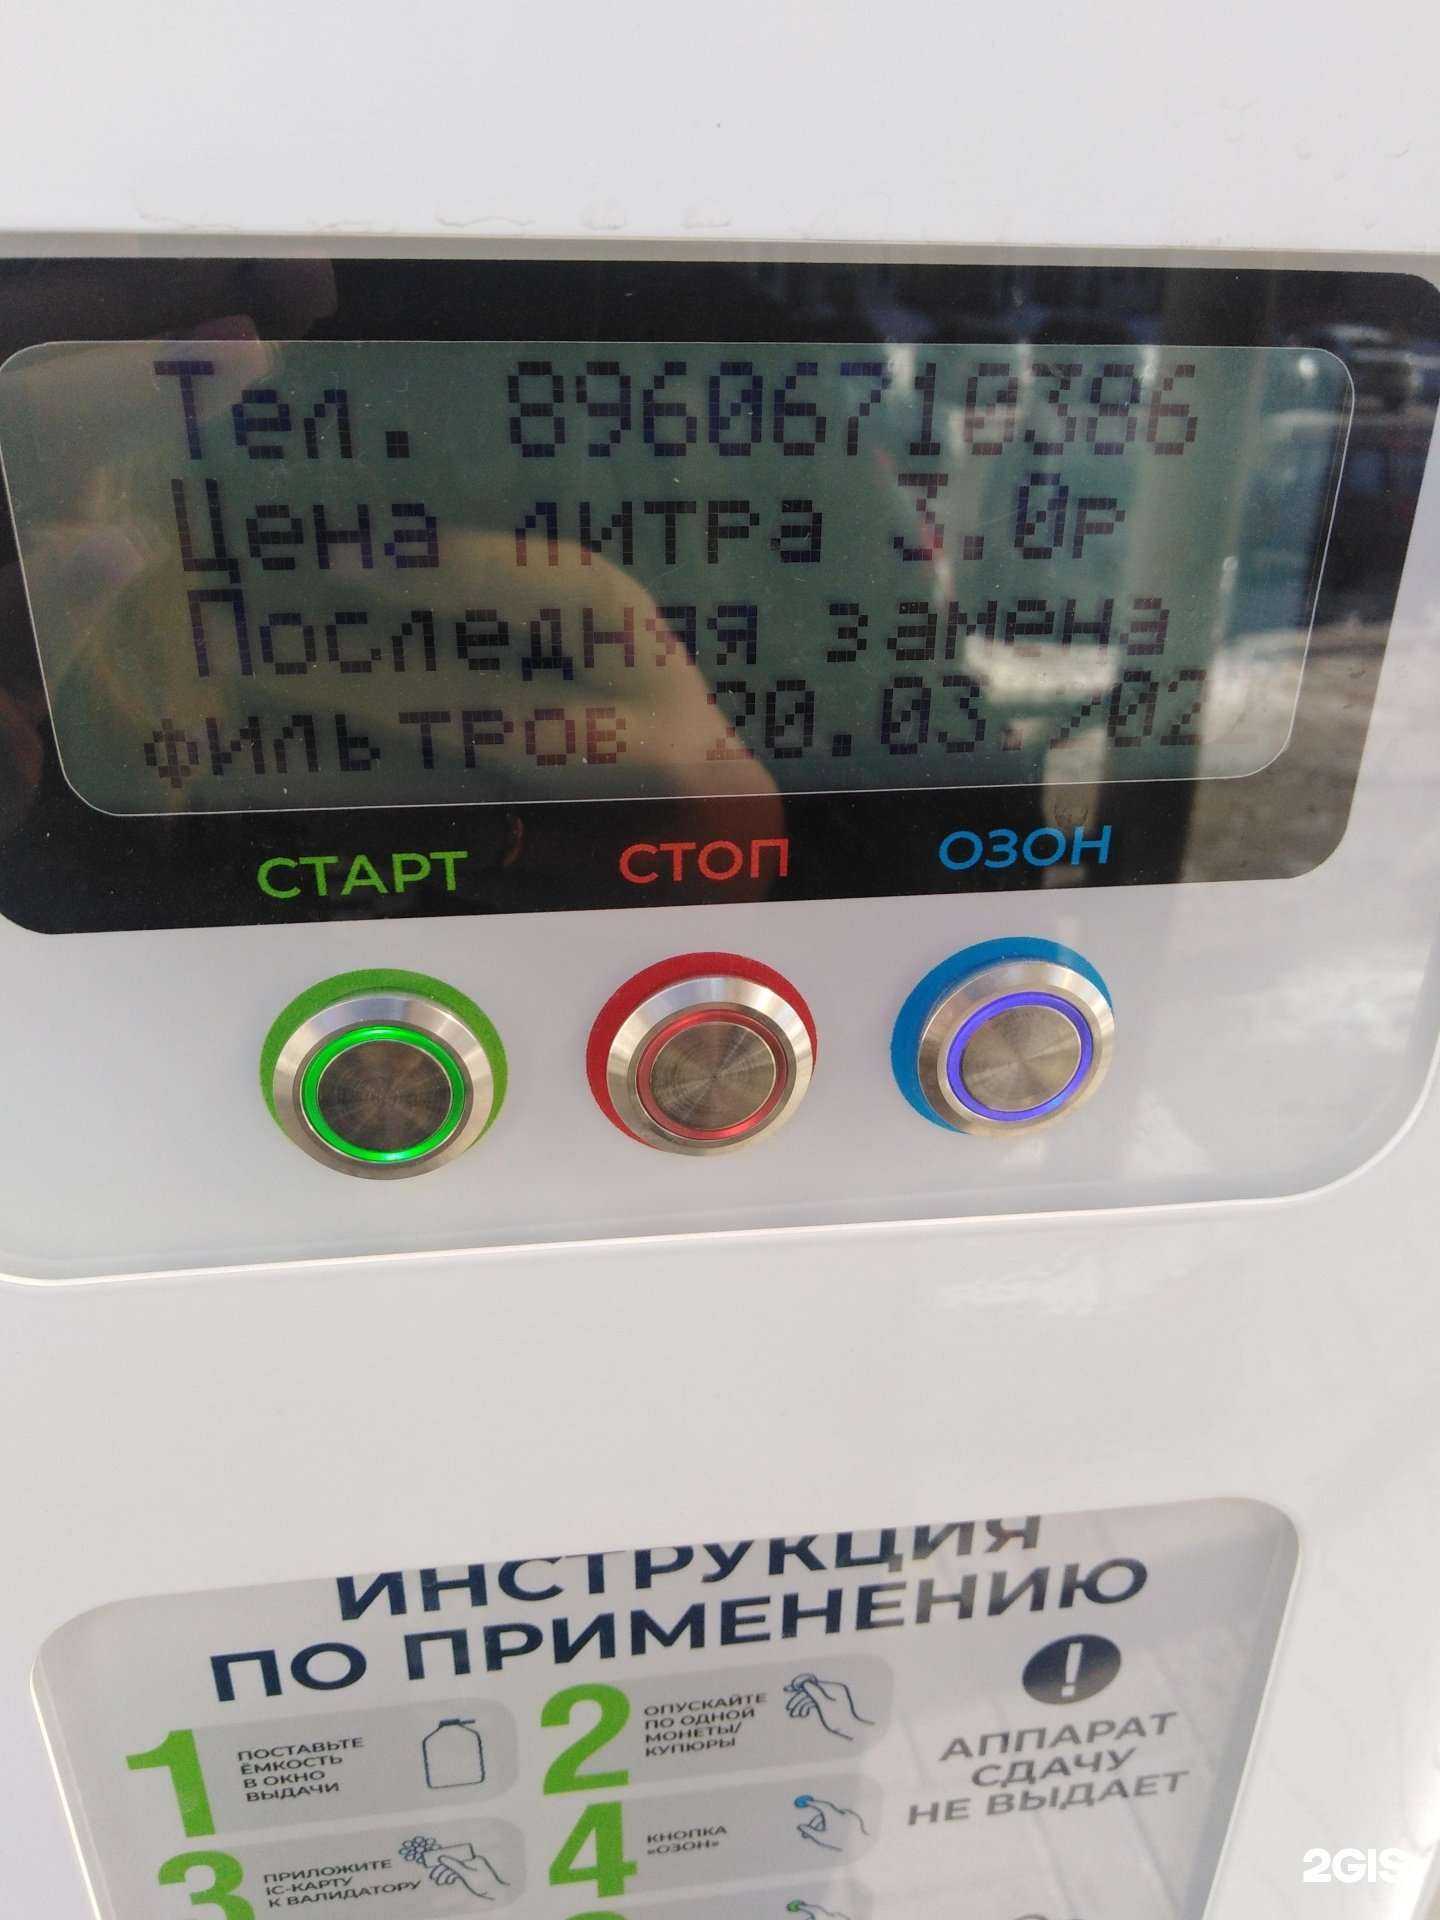 Тел. 89606710386
Цена литра 3.0р
Последняя замена
фильтров 20.03.2022
СТАРТ
СТОП
ОЗОН
ИНСТРУКЦИЯ
ПО ПРИМЕНЕНИЮ
1
ПОСТАВЬТЕ
ЁМКОСТЬ
В ОКНО
ВЫДАЧИ
2
ОПУСКАЙТЕ
ПО ОДНОЙ
МОНЕТЫ/
КУПЮРЫ
!
АППАРАТ
СДАЧУ
НЕ ВЫДАЕТ
3
ПРИЛОЖИТЕ
IC-КАРТУ
К ВАЛИДАТОРУ
4
КНОПКА
«ОЗОН»
2GIS